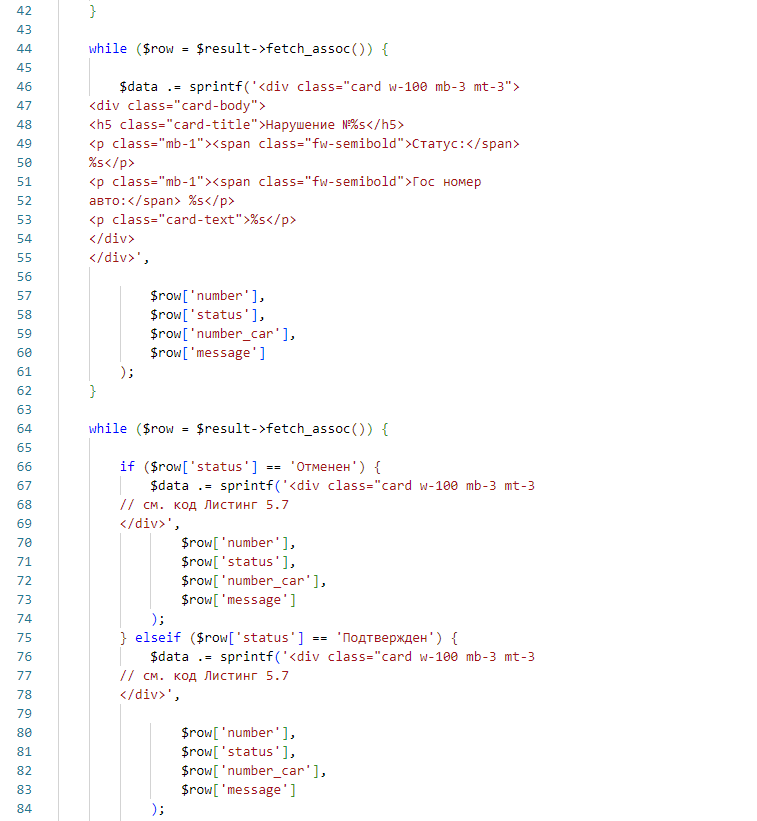 42 }
43
44 while ($row = $result->fetch_assoc()) {
45
46 $data .= sprintf('<div class="card w-100 mb-3 mt-3">
47 <div class="card-body">
48 <h5 class="card-title">Нарушение №%s</h5>
49 <p class="mb-1"><span class="fw-semibold">Статус:</span>
50 %s</p>
51 <p class="mb-1"><span class="fw-semibold">Гос номер
52 авто:</span> %s</p>
53 <p class="card-text">%s</p>
54 </div>
55 </div>',
56
57 $row['number'],
58 $row['status'],
59 $row['number_car'],
60 $row['message']
61 );
62 }
63
64 while ($row = $result->fetch_assoc()) {
65
66 if ($row['status'] == 'Отменен') {
67 $data .= sprintf('<div class="card w-100 mb-3 mt-3
68 // см. код Листинг 5.7
69 </div>',
70 $row['number'],
71 $row['status'],
72 $row['number_car'],
73 $row['message']
74 );
75 } elseif ($row['status'] == 'Подтвержден') {
76 $data .= sprintf('<div class="card w-100 mb-3 mt-3
77 // см. код Листинг 5.7
78 </div>',
79
80 $row['number'],
81 $row['status'],
82 $row['number_car'],
83 $row['message']
84 );